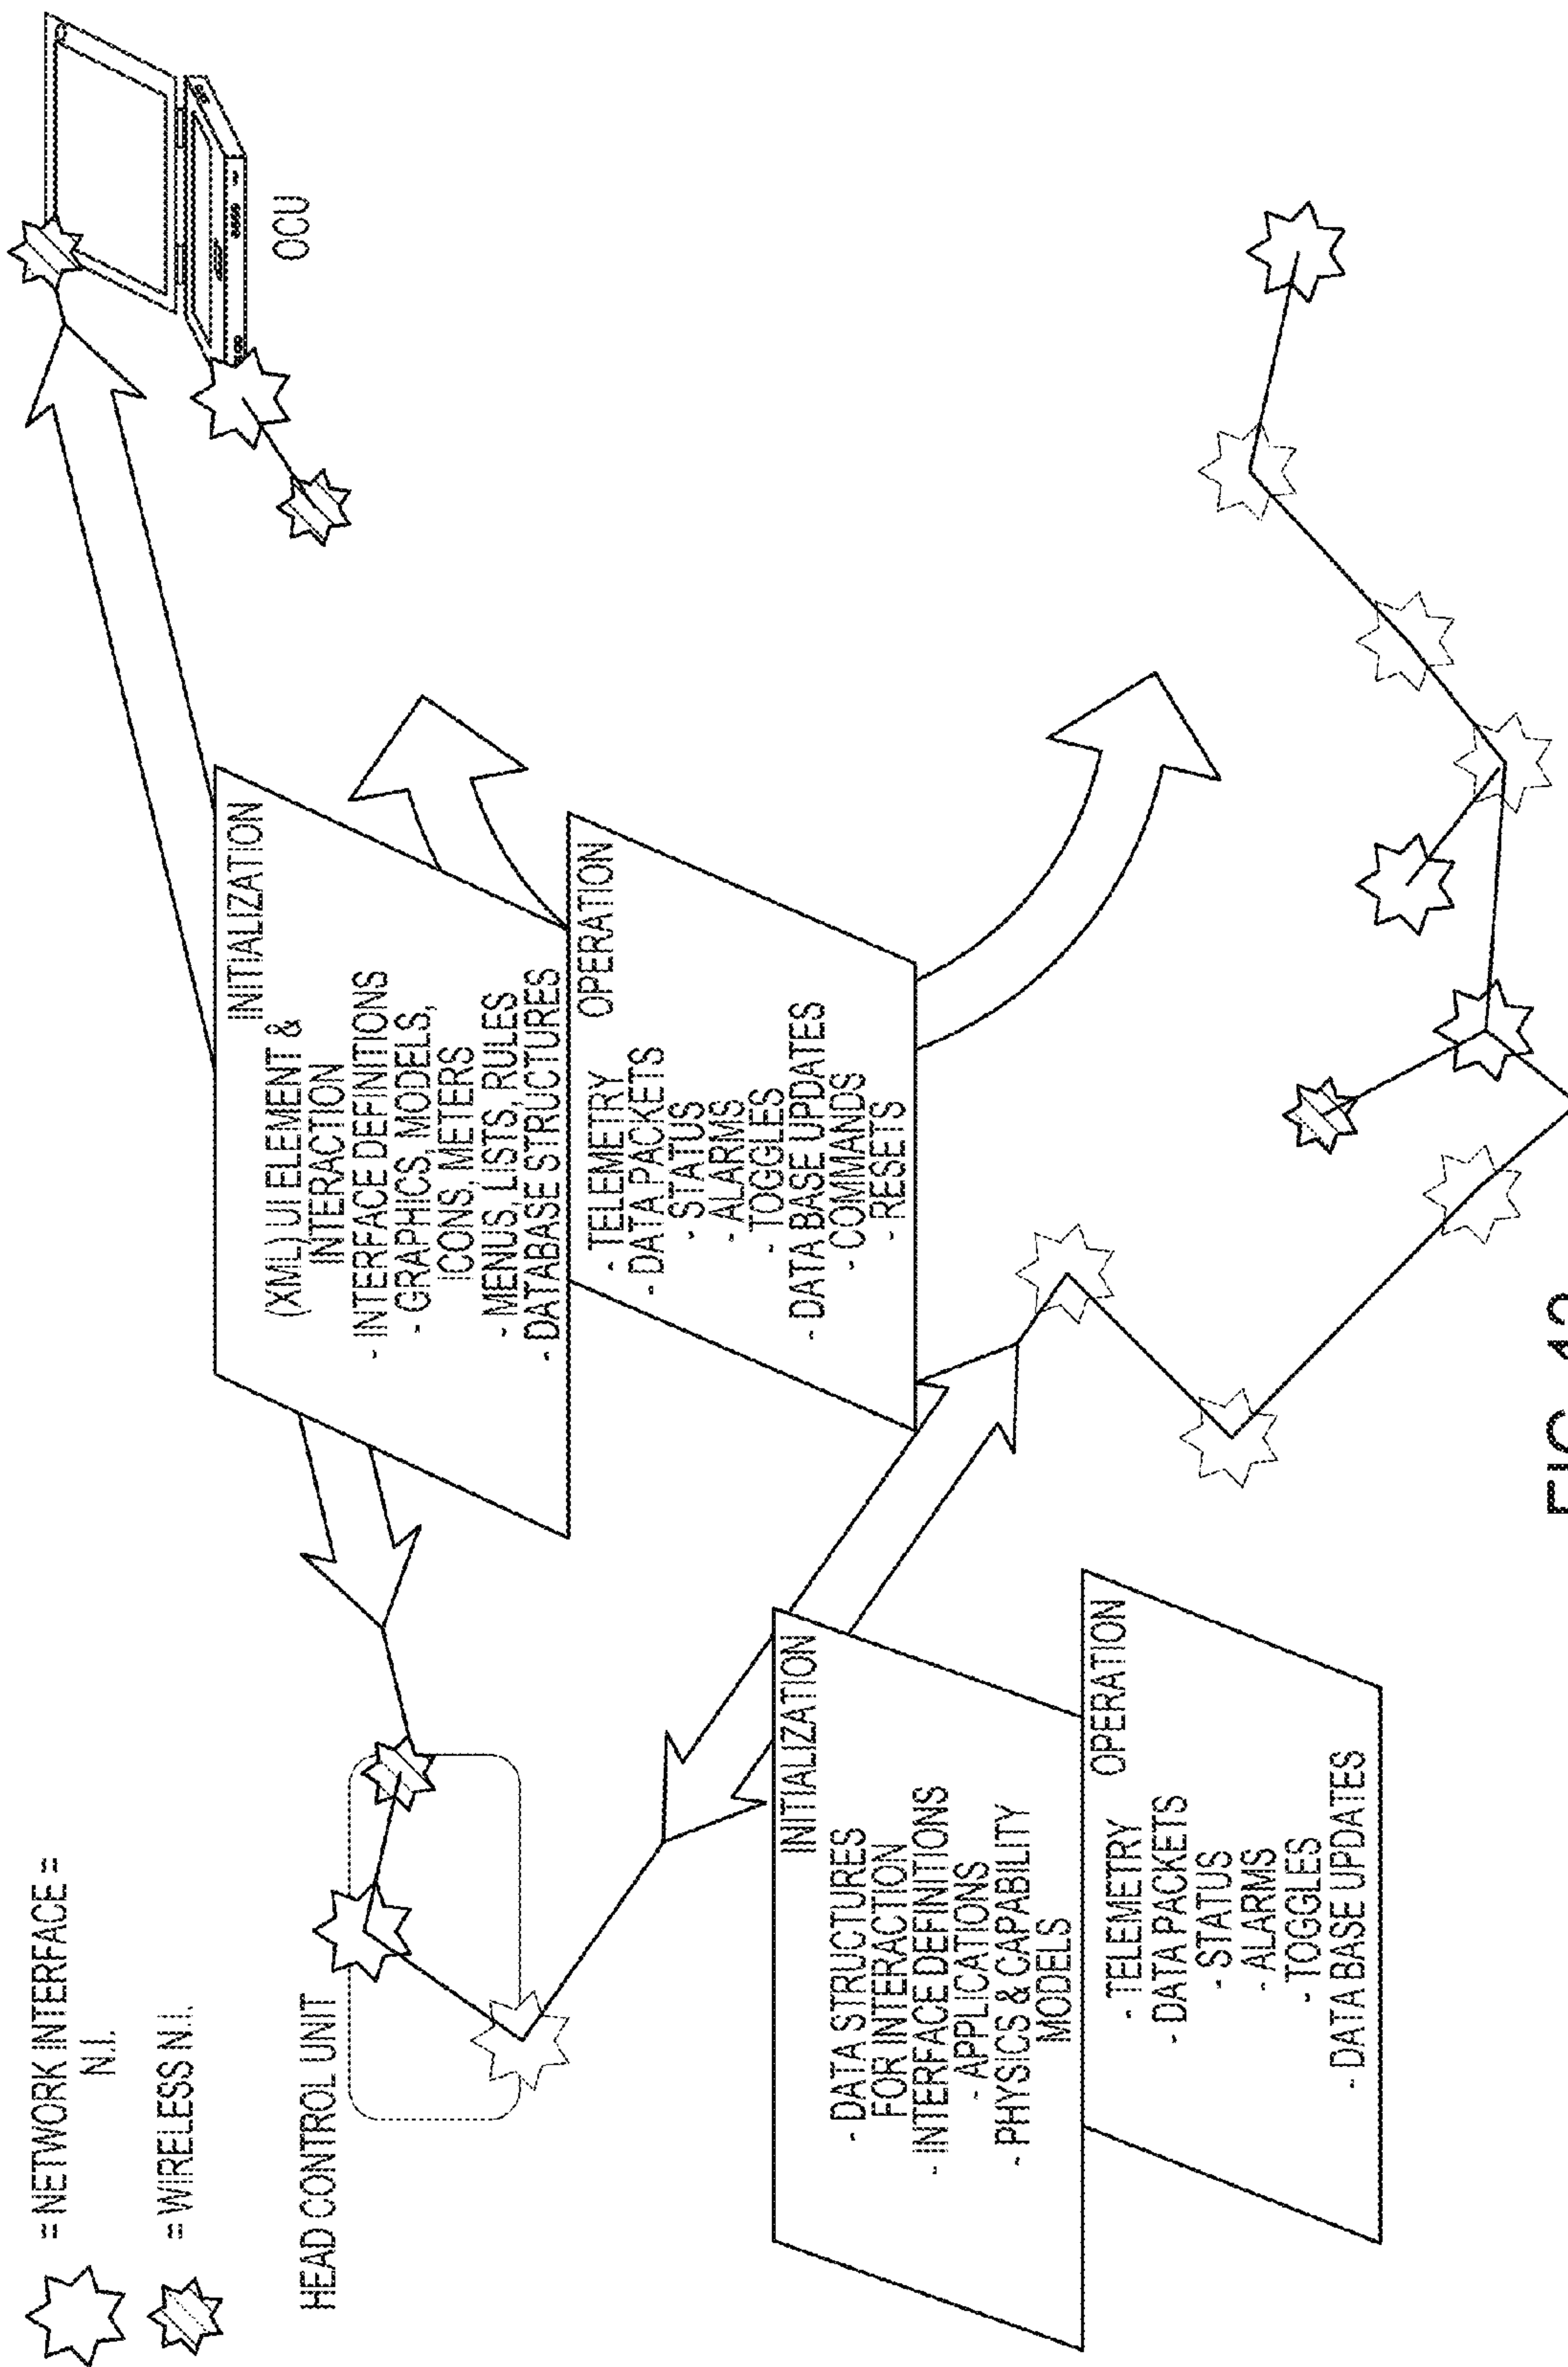 = NETWORK INTERFACE =
N.I.
= WIRELESS N.I.
HEAD CONTROL UNIT
OCU
INITIALIZATION
(XML) UI ELEMENT &
INTERACTION
- INTERFACE DEFINITIONS
- GRAPHICS, MODELS,
ICONS, METERS
- MENUS, LISTS, RULES
- DATABASE STRUCTURES
OPERATION
- TELEMETRY
- DATA PACKETS
- STATUS
- ALARMS
- TOGGLES
- DATA BASE UPDATES
- COMMANDS
- RESETS
INITIALIZATION
- DATA STRUCTURES
FOR INTERACTION
- INTERFACE DEFINITIONS
- APPLICATIONS
- PHYSICS & CAPABILITY
MODELS
OPERATION
- TELEMETRY
- DATA PACKETS
- STATUS
- ALARMS
- TOGGLES
- DATA BASE UPDATES
FIG.